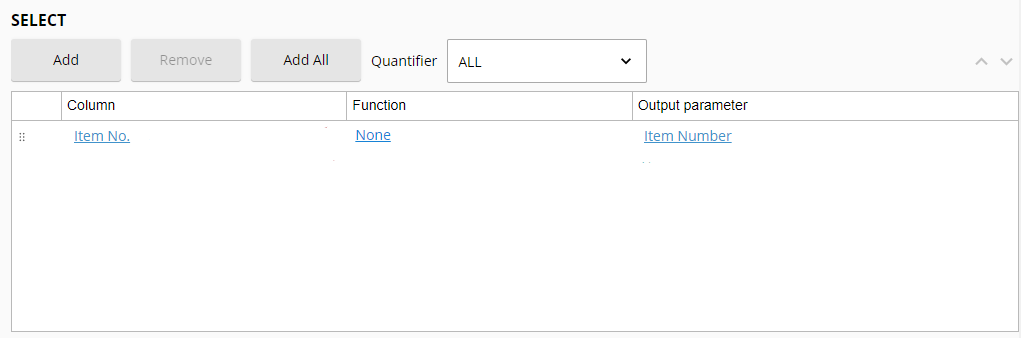 SELECT
Add Remove Add All Quantifier ALL
Column Function Output parameter
Item No. None Item Number